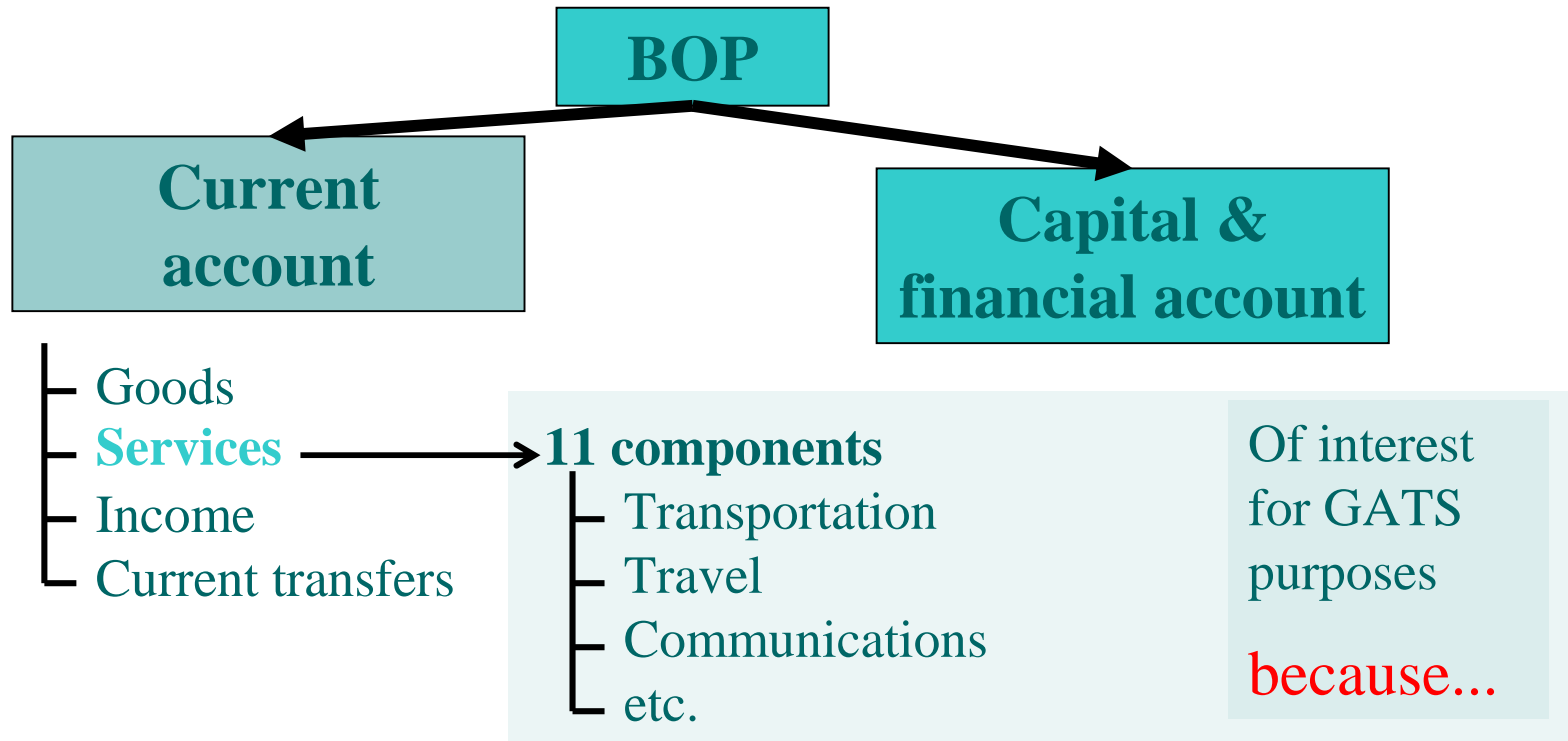 BOP
Current
account
Capital &
financial account
Goods
Services
Income
Current transfers
11 components
Transportation
Travel
Communications
etc.
Of interest
for GATS
purposes
because...